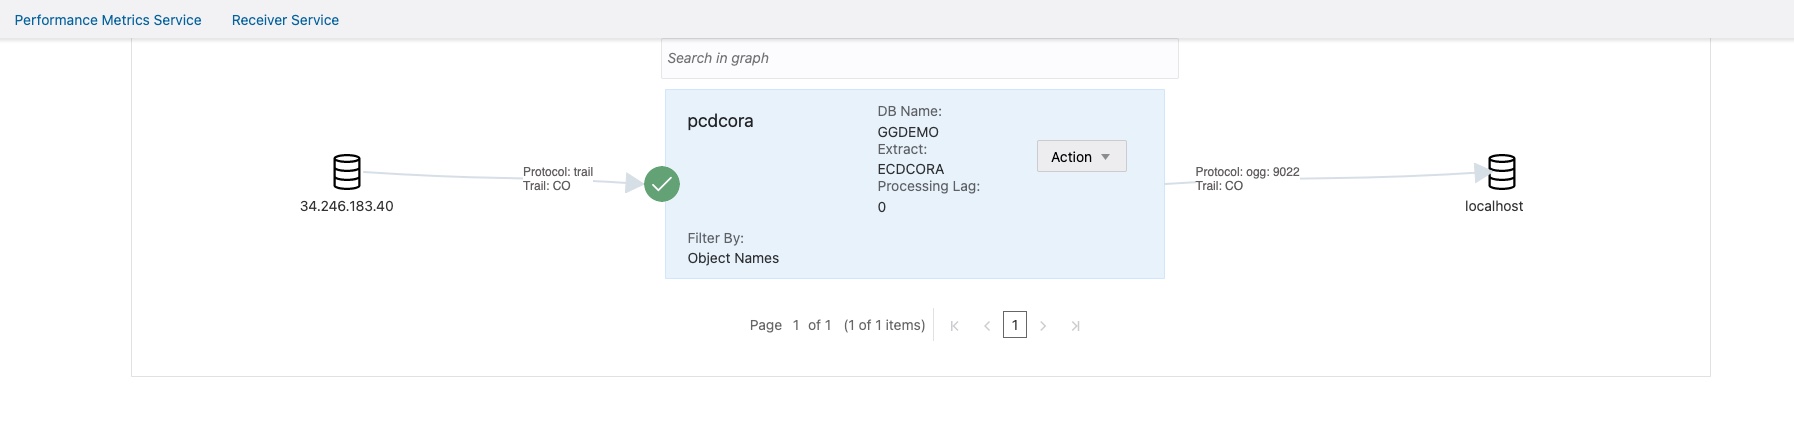 Performance Metrics Service Receiver Service
Search in graph
pcdcora
DB Name:
GGDEMO
Extract:
ECDCORA
Processing Lag:
0
Action
Filter By:
Object Names
Protocol: trail
Trail: CO
34.246.183.40
Protocol: ogg: 9022
Trail: CO
localhost
Page 1 of 1 (1 of 1 items) 1